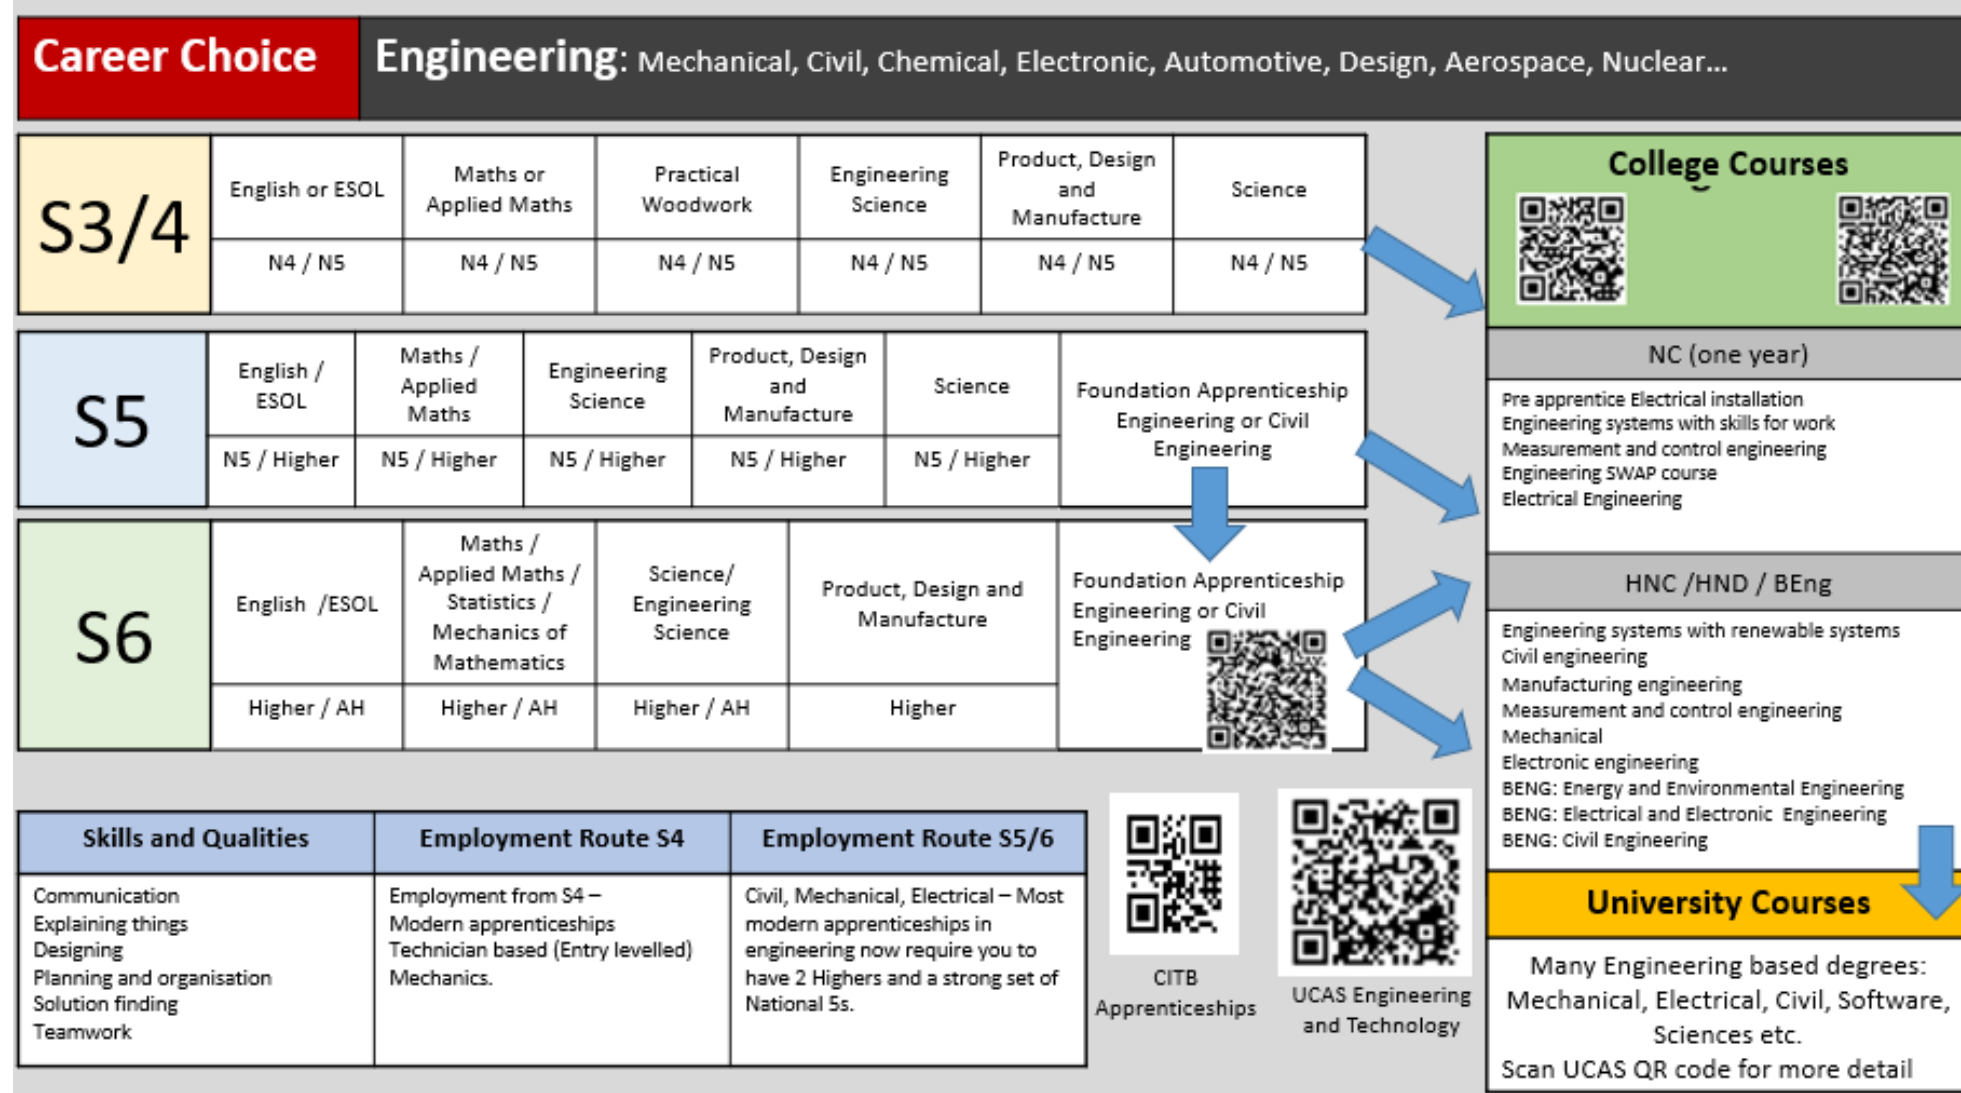 Career Choice
Engineering: Mechanical, Civil, Chemical, Electronic, Automotive, Design, Aerospace, Nuclear...
S3/4
English or ESOL
N4 / N5
Maths or
Applied Maths
N4 / N5
Practical
Woodwork
N4 / N5
Engineering
Science
N4 / N5
Product, Design
and
Manufacture
N4 / N5
Science
N4 / N5
S5
English /
ESOL
N5 / Higher
Maths /
Applied
Maths
N5 / Higher
Engineering
Science
N5 / Higher
Product, Design
and
Manufacture
N5 / Higher
Science
N5 / Higher
Foundation Apprenticeship
Engineering or Civil
Engineering
S6
English /ESOL
Higher / AH
Maths /
Applied Maths /
Statistics /
Mechanics of
Mathematics
Higher / AH
Science/
Engineering
Science
Higher / AH
Product, Design and
Manufacture
Higher
Foundation Apprenticeship
Engineering or Civil
Engineering
Skills and Qualities
Communication
Explaining things
Designing
Planning and organisation
Solution finding
Teamwork
Employment Route S4
Employment from S4 –
Modern apprenticeships
Technician based (Entry levelled)
Mechanics.
Employment Route S5/6
Civil, Mechanical, Electrical – Most
modern apprenticeships in
engineering now require you to
have 2 Highers and a strong set of
National 5s.
CITB
Apprenticeships
UCAS Engineering
and Technology
College Courses
NC (one year)
Pre apprentice Electrical installation
Engineering systems with skills for work
Measurement and control engineering
Engineering SWAP course
Electrical Engineering
HNC /HND / BEng
Engineering systems with renewable systems
Civil engineering
Manufacturing engineering
Measurement and control engineering
Mechanical
Electronic engineering
BENG: Energy and Environmental Engineering
BENG: Electrical and Electronic Engineering
BENG: Civil Engineering
University Courses
Many Engineering based degrees:
Mechanical, Electrical, Civil, Software,
Sciences etc.
Scan UCAS QR code for more detail